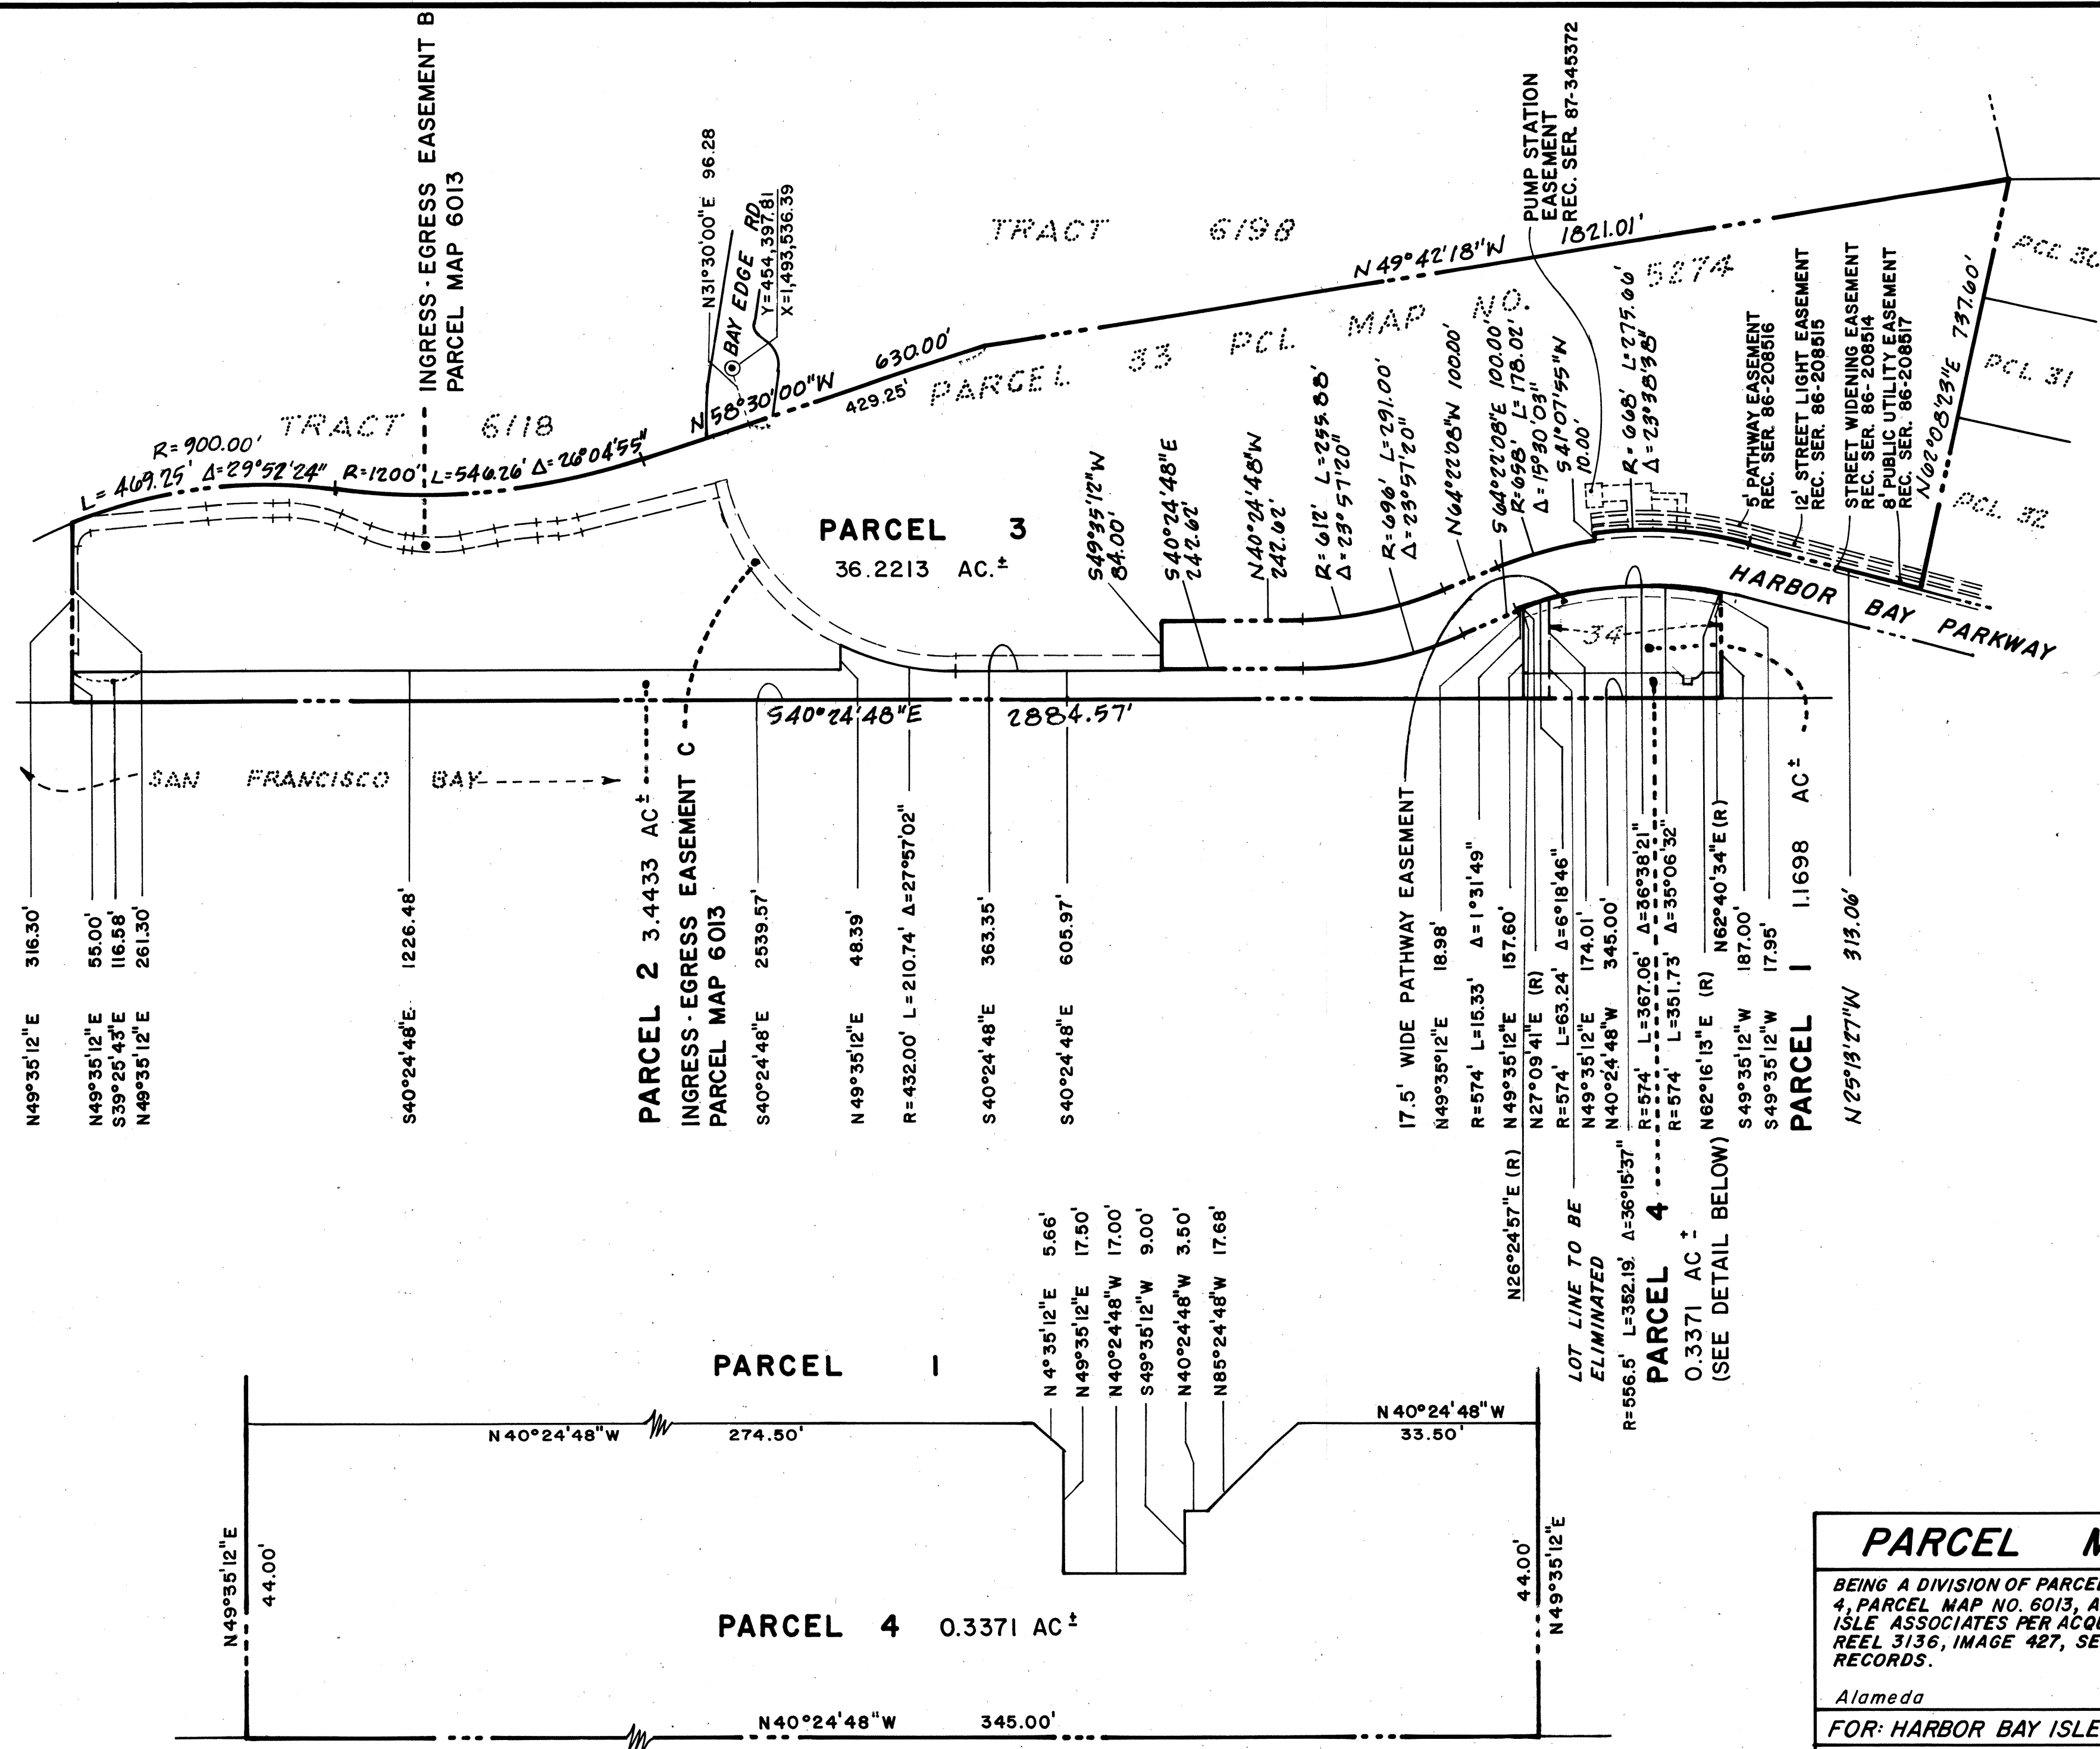 INGRESS - EGRESS EASEMENT B
PARCEL MAP 6013
N31°30'00"E 96.28
BAY EDGE RD.
Y=454,397.81
X=1,493,536.39
TRACT 6198
PUMP STATION
EASEMENT
REC. SER. 87-345372
N 49°42'18"W 1821.01'
TRACT 6118
R=900.00'
L=469.25' Δ=29°52'24" R=1200' L=546.26' Δ=26°04'55"
N 58°30'00"W 630.00'
429.25'
PARCEL 33 PCL MAP NO. 5274
PARCEL 3
36.2213 AC.±
S49°35'12"W
84.00'
S40°24'48"E
242.62'
N40°24'48"W
242.62'
R=612' L=255.88'
Δ=23°57'20"
R=696' L=291.00'
Δ=23°57'20"
N64°22'08"W 100.00'
S64°22'08"E 100.00'
R=658' L=178.02'
Δ=15°30'03"
S41°07'55"W
10.00'
R=668' L=275.66'
Δ=23°38'38"
5' PATHWAY EASEMENT
REC. SER. 86-208516
12' STREET LIGHT EASEMENT
REC. SER. 86-208515
STREET WIDENING EASEMENT
REC. SER. 86-208514
8' PUBLIC UTILITY EASEMENT
REC. SER. 86-208517
N62°08'23"E 737.60'
PCL 31
PCL 32
HARBOR BAY PARKWAY
34
S40°24'48"E 2884.57'
SAN FRANCISCO BAY
N49°35'12"E 316.30'
N49°35'12"E 55.00'
S39°25'43"E 116.58'
N49°35'12"E 261.30'
S40°24'48"E 1226.48'
PARCEL 2 3.4433 AC±
INGRESS - EGRESS EASEMENT C
PARCEL MAP 6013
S40°24'48"E 2539.57'
N49°35'12"E 48.39'
R=432.00' L=210.74' Δ=27°57'02"
S40°24'48"E 363.35'
S40°24'48"E 605.97'
17.5' WIDE PATHWAY EASEMENT
N49°35'12"E 18.98'
R=574' L=15.33' Δ=1°31'49"
N49°35'12"E 157.60'
N26°24'57"E (R)
N27°09'41"E (R)
R=574' L=63.24' Δ=6°18'46"
LOT LINE TO BE
ELIMINATED
N49°35'12"E 174.01'
N40°24'48"W 345.00'
R=556.5' L=352.19' Δ=36°15'37"
R=574' L=367.06' Δ=36°38'21"
PARCEL 4
0.3371 AC ±
(SEE DETAIL BELOW)
R=574' L=351.73' Δ=35°06'32"
N62°16'13"E (R)
N62°40'34"E (R)
S49°35'12"W 187.00'
S49°35'12"W 17.95'
PARCEL 1 1.1698 AC±
N25°13'27"W 313.06'
PARCEL 1
N4°35'12"E 5.66'
N49°35'12"E 17.50'
N40°24'48"W 17.00'
S49°35'12"W 9.00'
N40°24'48"W 3.50'
N85°24'48"W 17.68'
N40°24'48"W 274.50'
N40°24'48"W
33.50'
N49°35'12"E
44.00'
44.00'
N49°35'12"E
PARCEL 4 0.3371 AC±
N40°24'48"W 345.00'
PARCEL
BEING A DIVISION OF
4, PARCEL MAP NO. 6013,
ISLE ASSOCIATES PER
REEL 3136, IMAGE 427,
RECORDS.
Alameda
FOR: HARBOR BAY ISLE